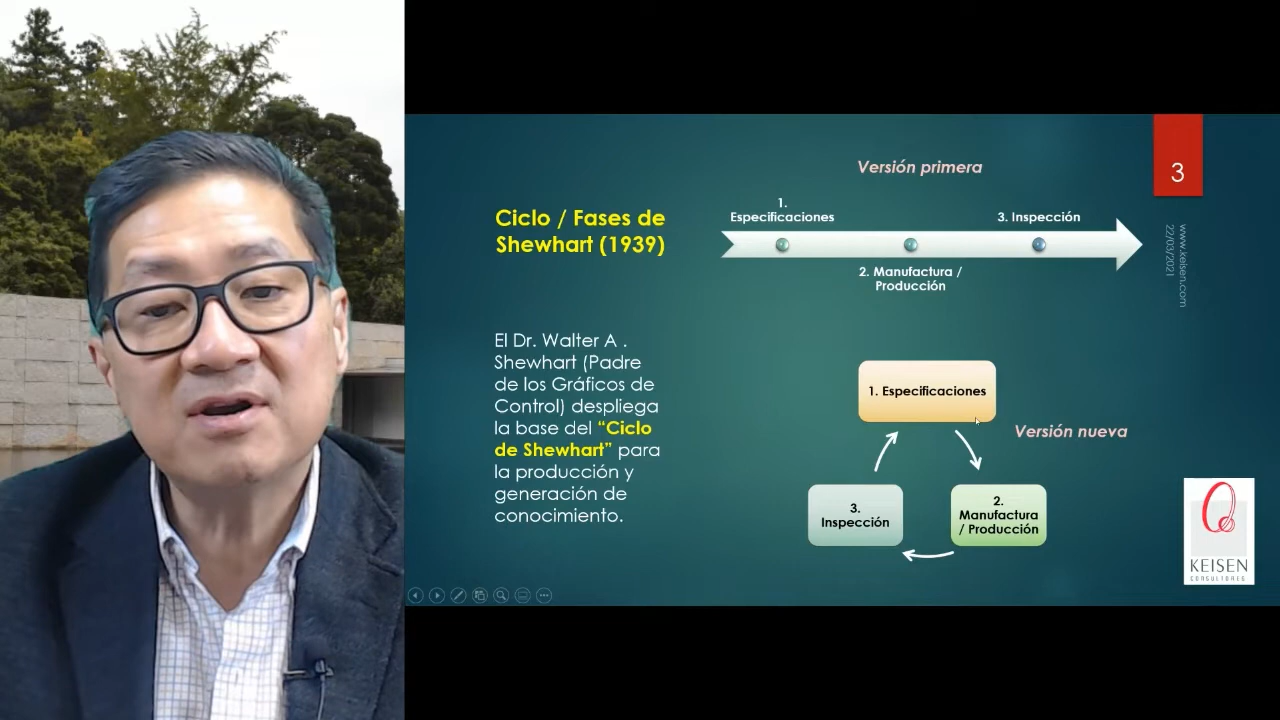 Versión primera
3
Ciclo / Fases de
Shewhart (1939)
1.
Especificaciones
3. Inspección
2. Manufactura /
Producción
www.keisen.com
22/03/2021
El Dr. Walter A .
Shewhart (Padre
de los Gráficos de
Control) despliega
la base del “Ciclo
de Shewhart” para
la producción y
generación de
conocimiento.
1. Especificaciones
Versión nueva
2.
Manufactura
/ Producción
3.
Inspección
KEISEN
CONSULTORES